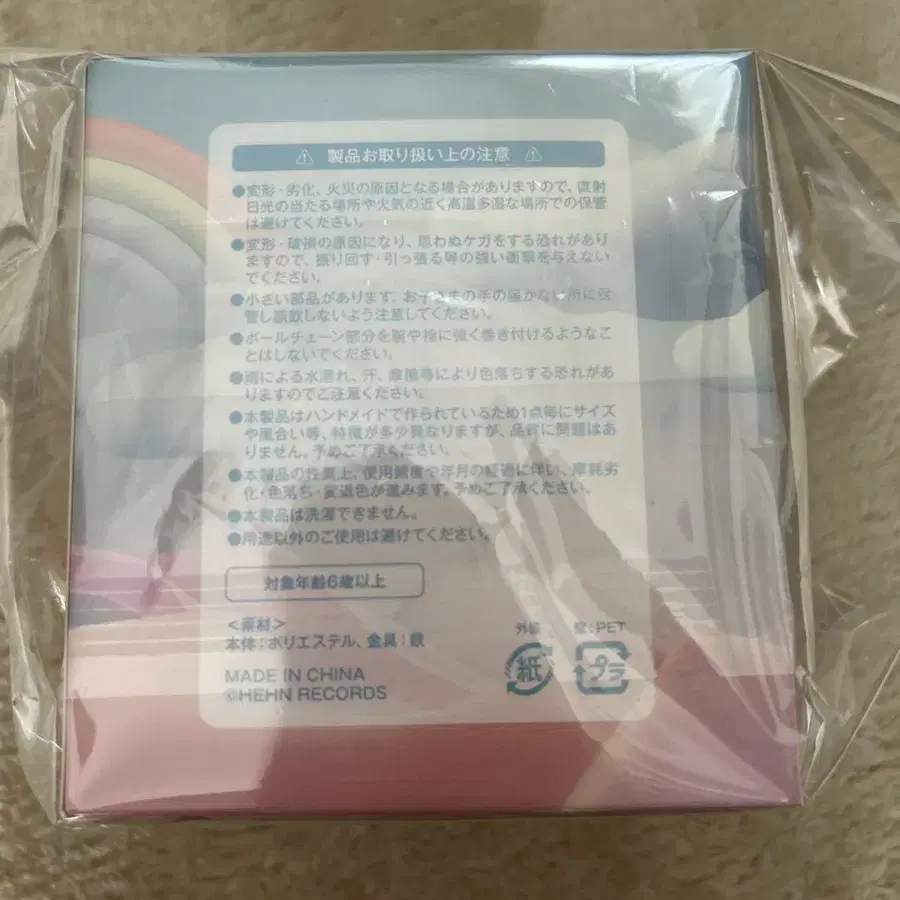 ⚠ 製品お取り扱い上の注意 ⚠
●変形・劣化、火災の原因となる場合がありますので、直射
日光の当たる場所や火気の近く高温多湿な場所での保管
は避けてください。
●変形・破損の原因になり、思わぬケガをする恐れがあり
ますので、振り回す・引っ張る等の強い衝撃を与えない
でください。
●小さい部品があります。お子さまの手の届かない所に保
管し誤飲しないよう注意してください。
●ボールチェーン部分を腕や指に強く巻き付けるようなこ
とはしないでください。
●雨による水濡れ、汗、摩擦等により色落ちする恐れがあ
りますのでご注意ください。
●本製品はハンドメイドで作られているため1点毎にサイズ
や風合い等、特徴が多少異なりますが、品質に問題はあ
りません。予めご了承ください。
●本製品の性質上、使用頻度や年月の経過に伴い、摩耗劣
化・色落ち・変退色が進みます。予めご了承ください。
●本製品は洗濯できません。
●用途以外のご使用は避けてください。
対象年齢6歳以上
<素材>
本体:ポリエステル、金具:鉄
MADE IN CHINA
©HEHN RECORDS
外
:PET
紙
プラ